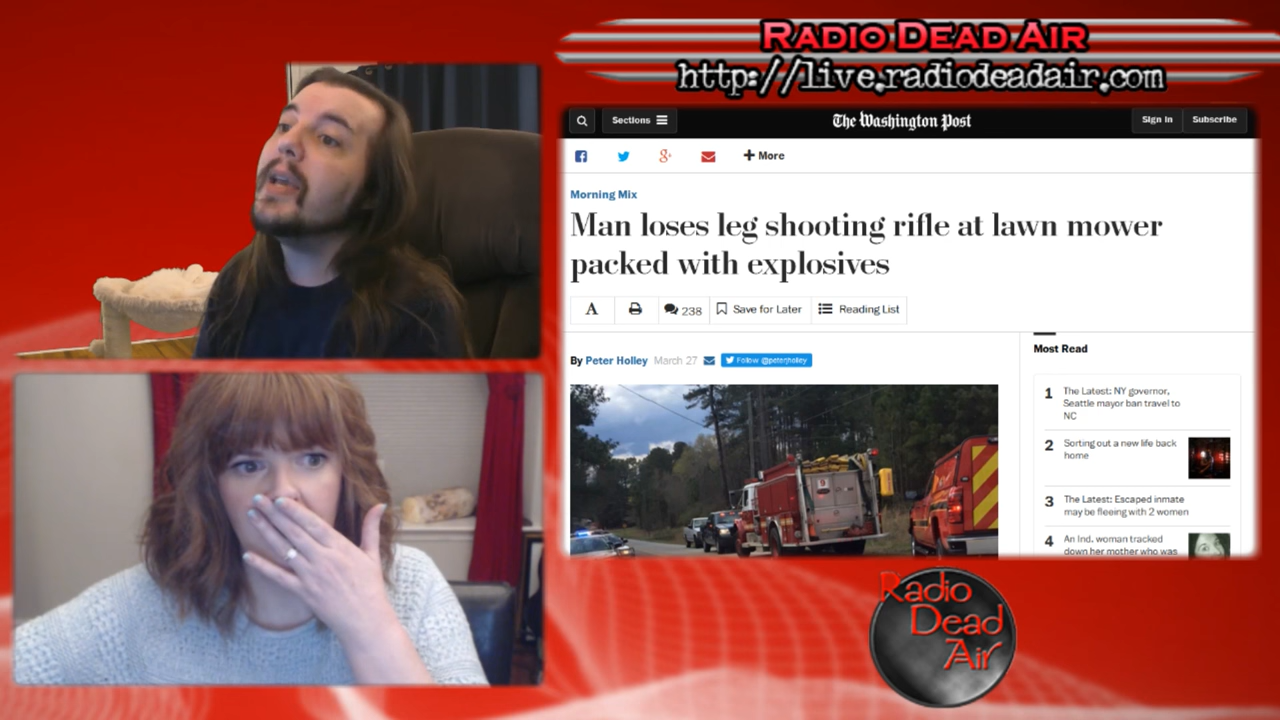 Radio Dead Air
http://live.radiodeadair.com
Sections
The Washington Post
Sign In
Subscribe
More
Morning Mix
Man loses leg shooting rifle at lawn mower
packed with explosives
A
238
Save for Later
Reading List
By Peter Holley March 27
Follow @peterjholley
Most Read
1 The Latest: NY governor,
Seattle mayor ban travel to
NC
2 Sorting out a new life back
home
3 The Latest: Escaped inmate
may be fleeing with 2 women
4 An Ind. woman tracked
down her mother who was
Radio
Dead
Air